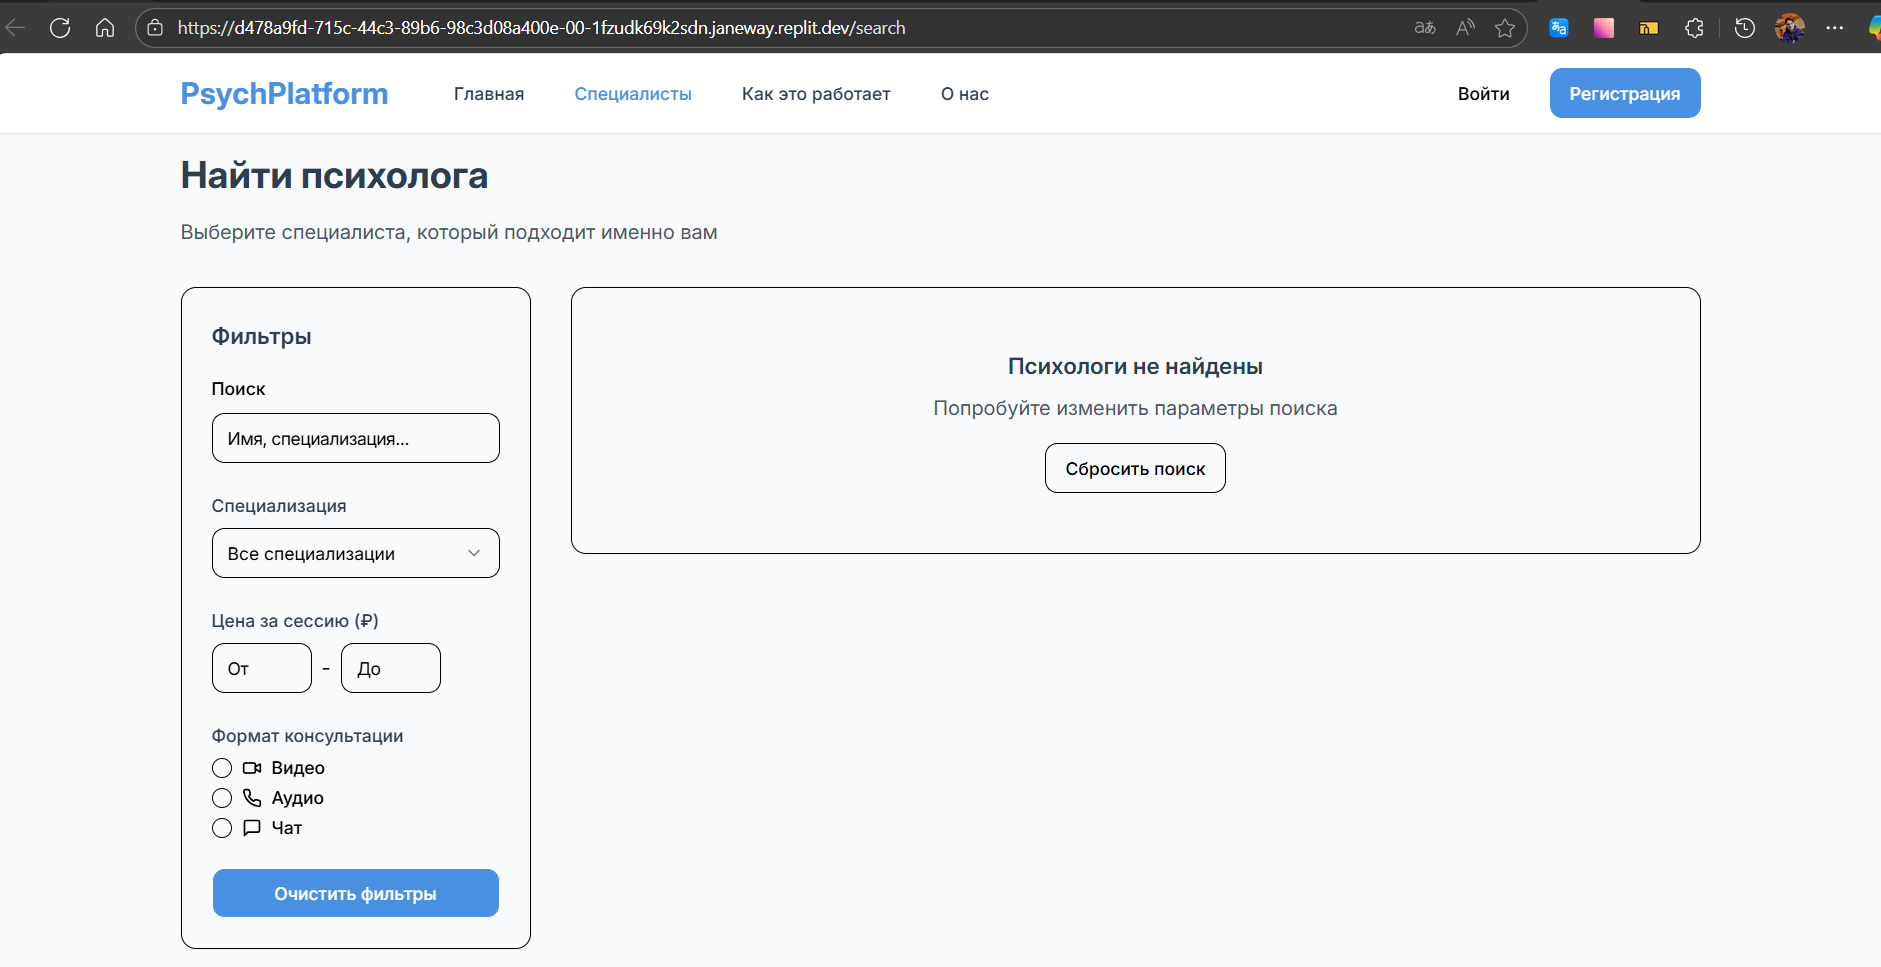 https://d478a9fd-715c-44c3-89b6-98c3d08a400e-00-1fzudk69k2sdn.janeway.replit.dev/search
PsychPlatform Главная Специалисты Как это работает О нас Войти Регистрация
Найти психолога
Выберите специалиста, который подходит именно вам
Фильтры
Поиск
Имя, специализация...
Специализация
Все специализации
Цена за сессию (₽)
От - До
Формат консультации
Видео
Аудио
Чат
Очистить фильтры
Психологи не найдены
Попробуйте изменить параметры поиска
Сбросить поиск